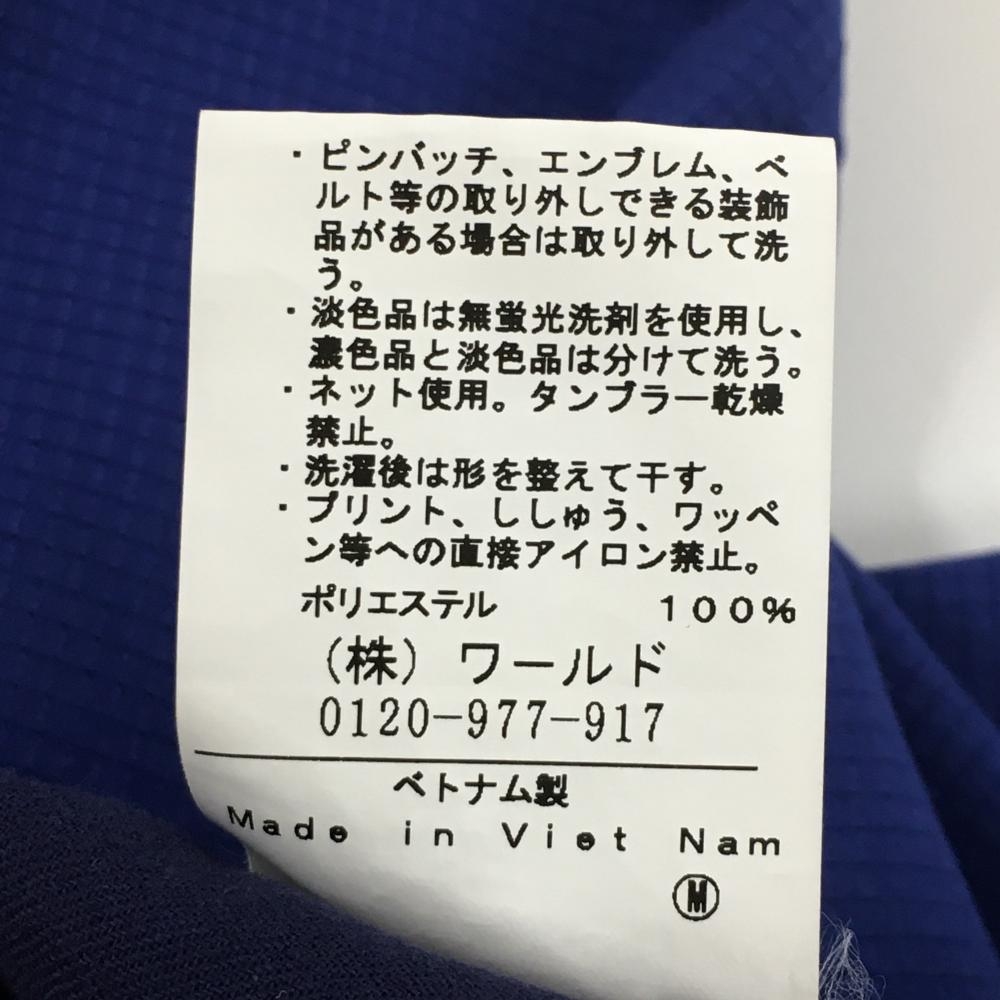 ・ピンバッチ、エンブレム、ベ
ルト等の取り外しできる装飾
品がある場合は取り外して洗
う。
・淡色品は無蛍光洗剤を使用し、
濃色品と淡色品は分けて洗う。
・ネット使用。タンブラー乾燥
禁止。
・洗濯後は形を整えて干す。
・プリント、ししゅう、ワッペ
ン等への直接アイロン禁止。
ポリエステル 100%
(株) ワールド
0120-977-917
ベトナム製
Made in Viet Nam
Ⓜ